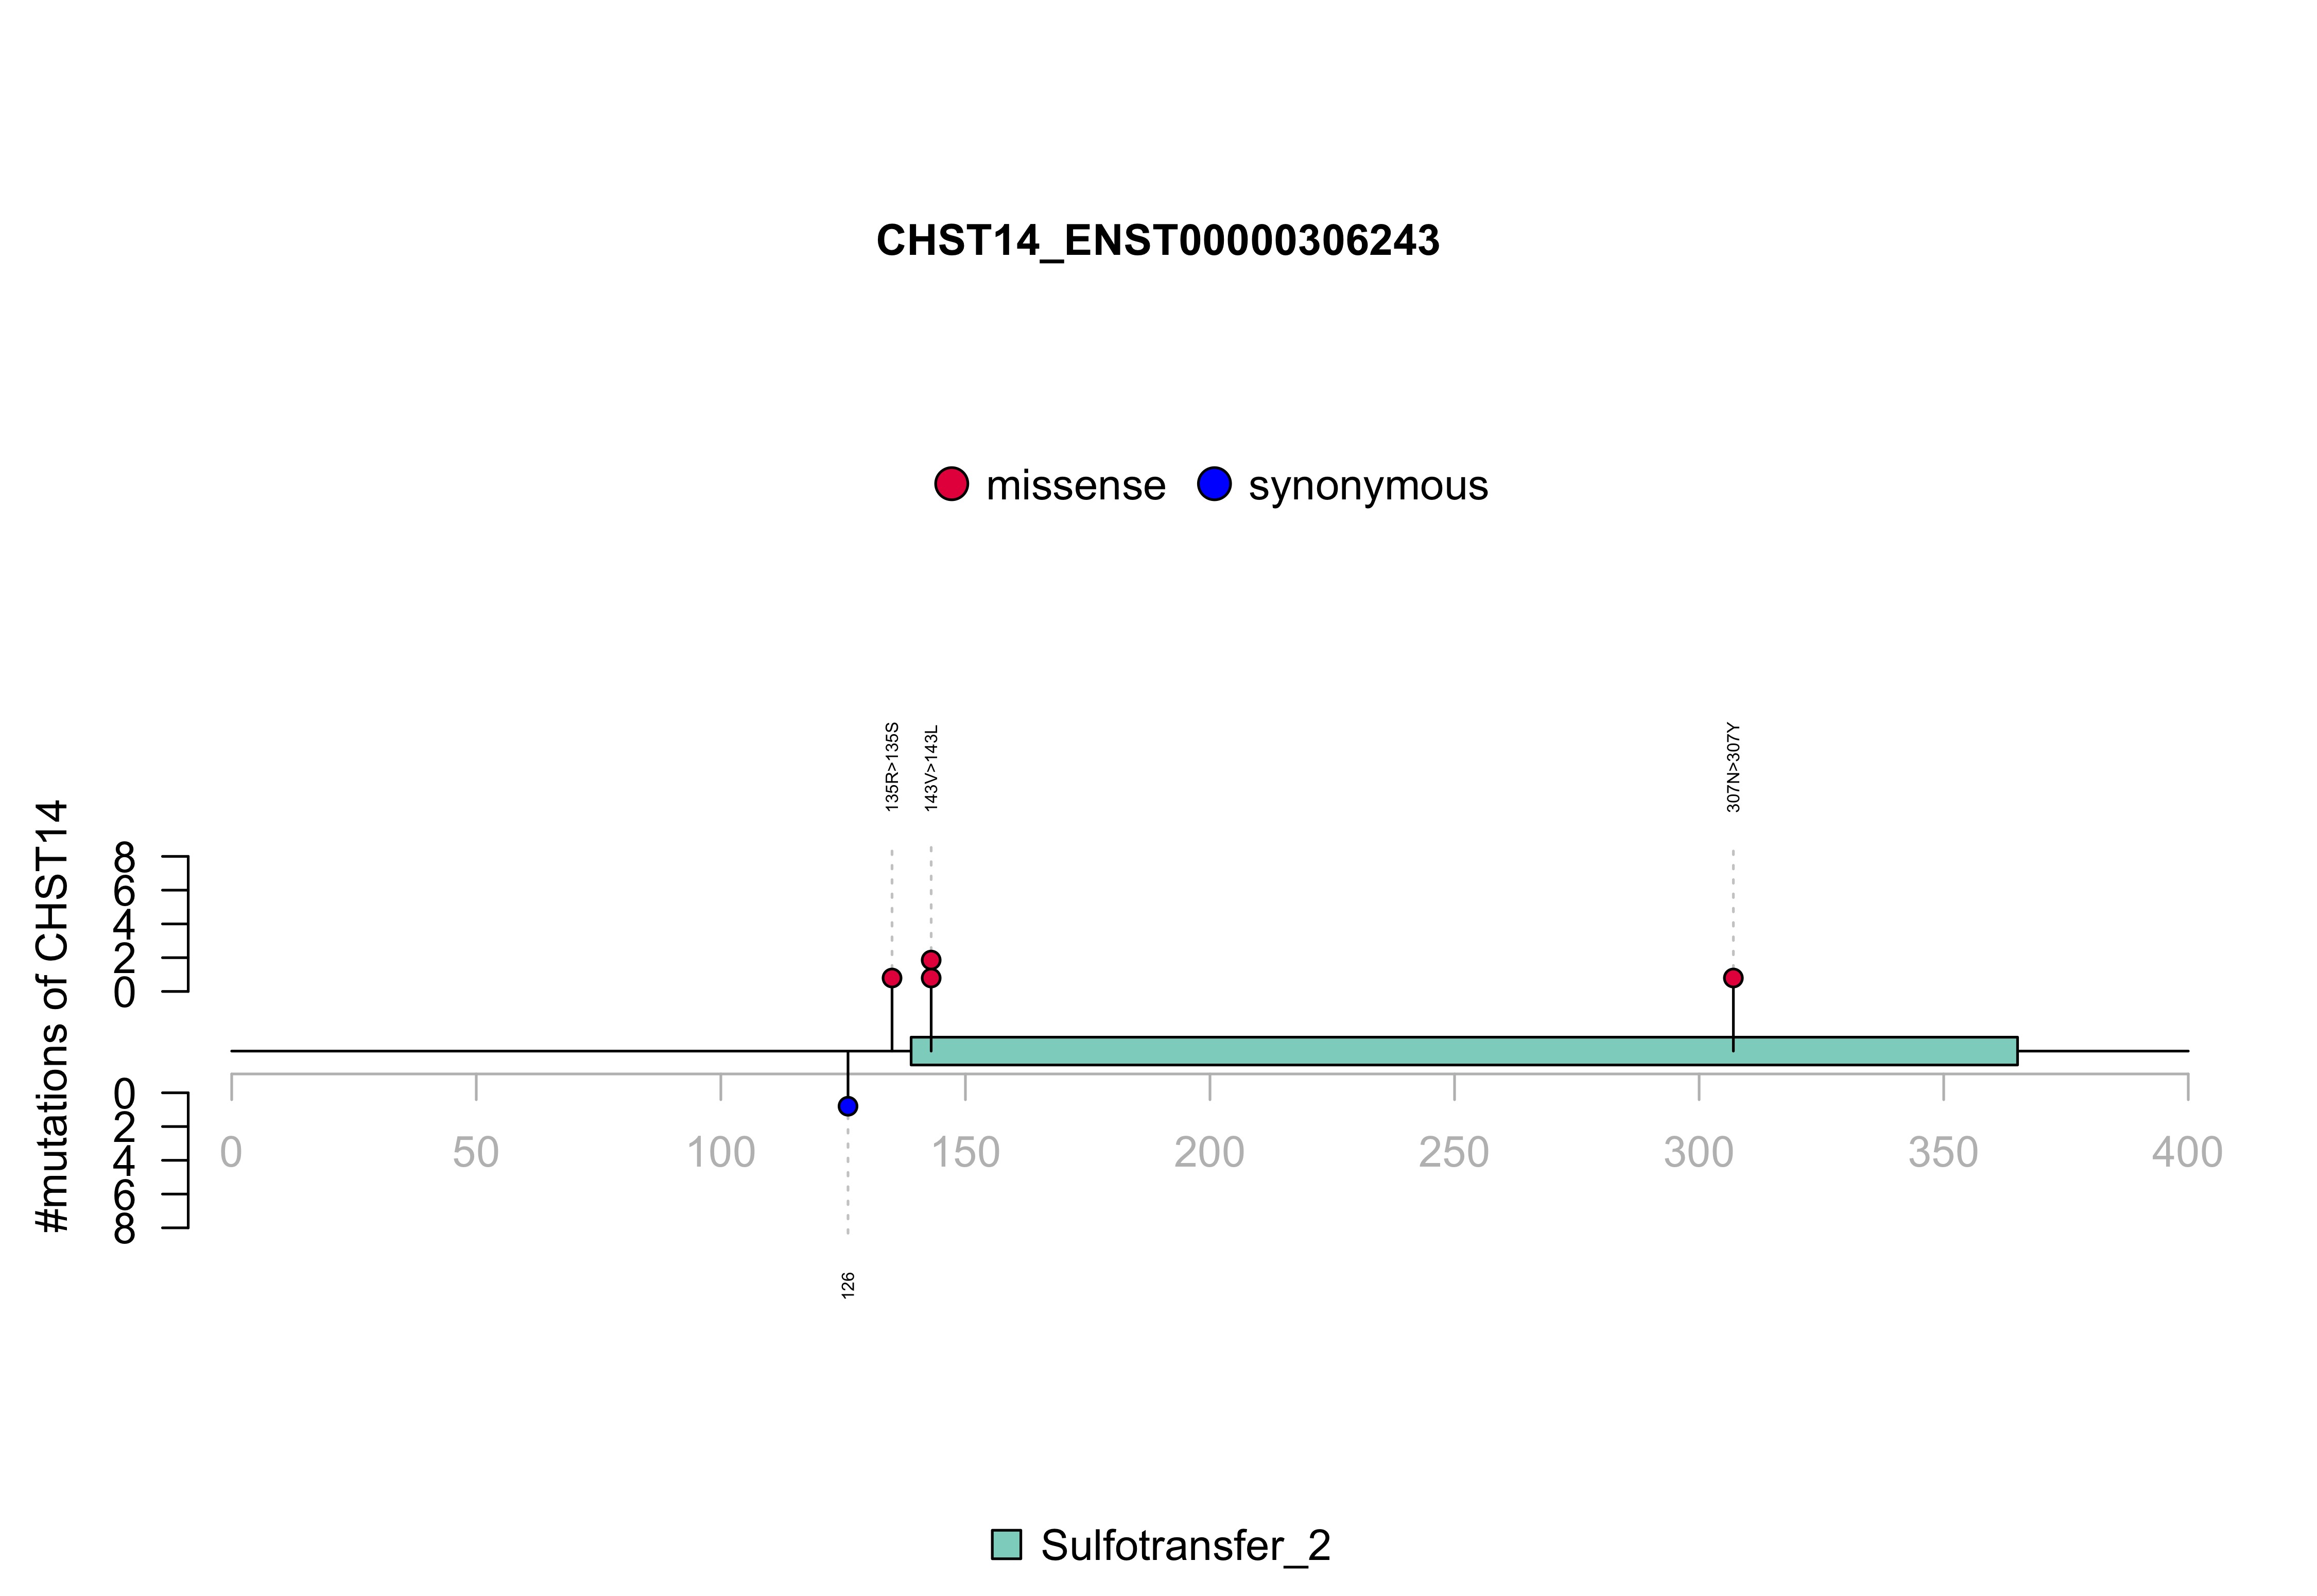 CHST14_ENST00000306243
missense synonymous
135R>135S
143V>143L
307N>307Y
#mutations of CHST14
8
6
4
2
0
0
2
4
6
8
0 50 100 150 200 250 300 350 400
126
Sulfotransfer_2